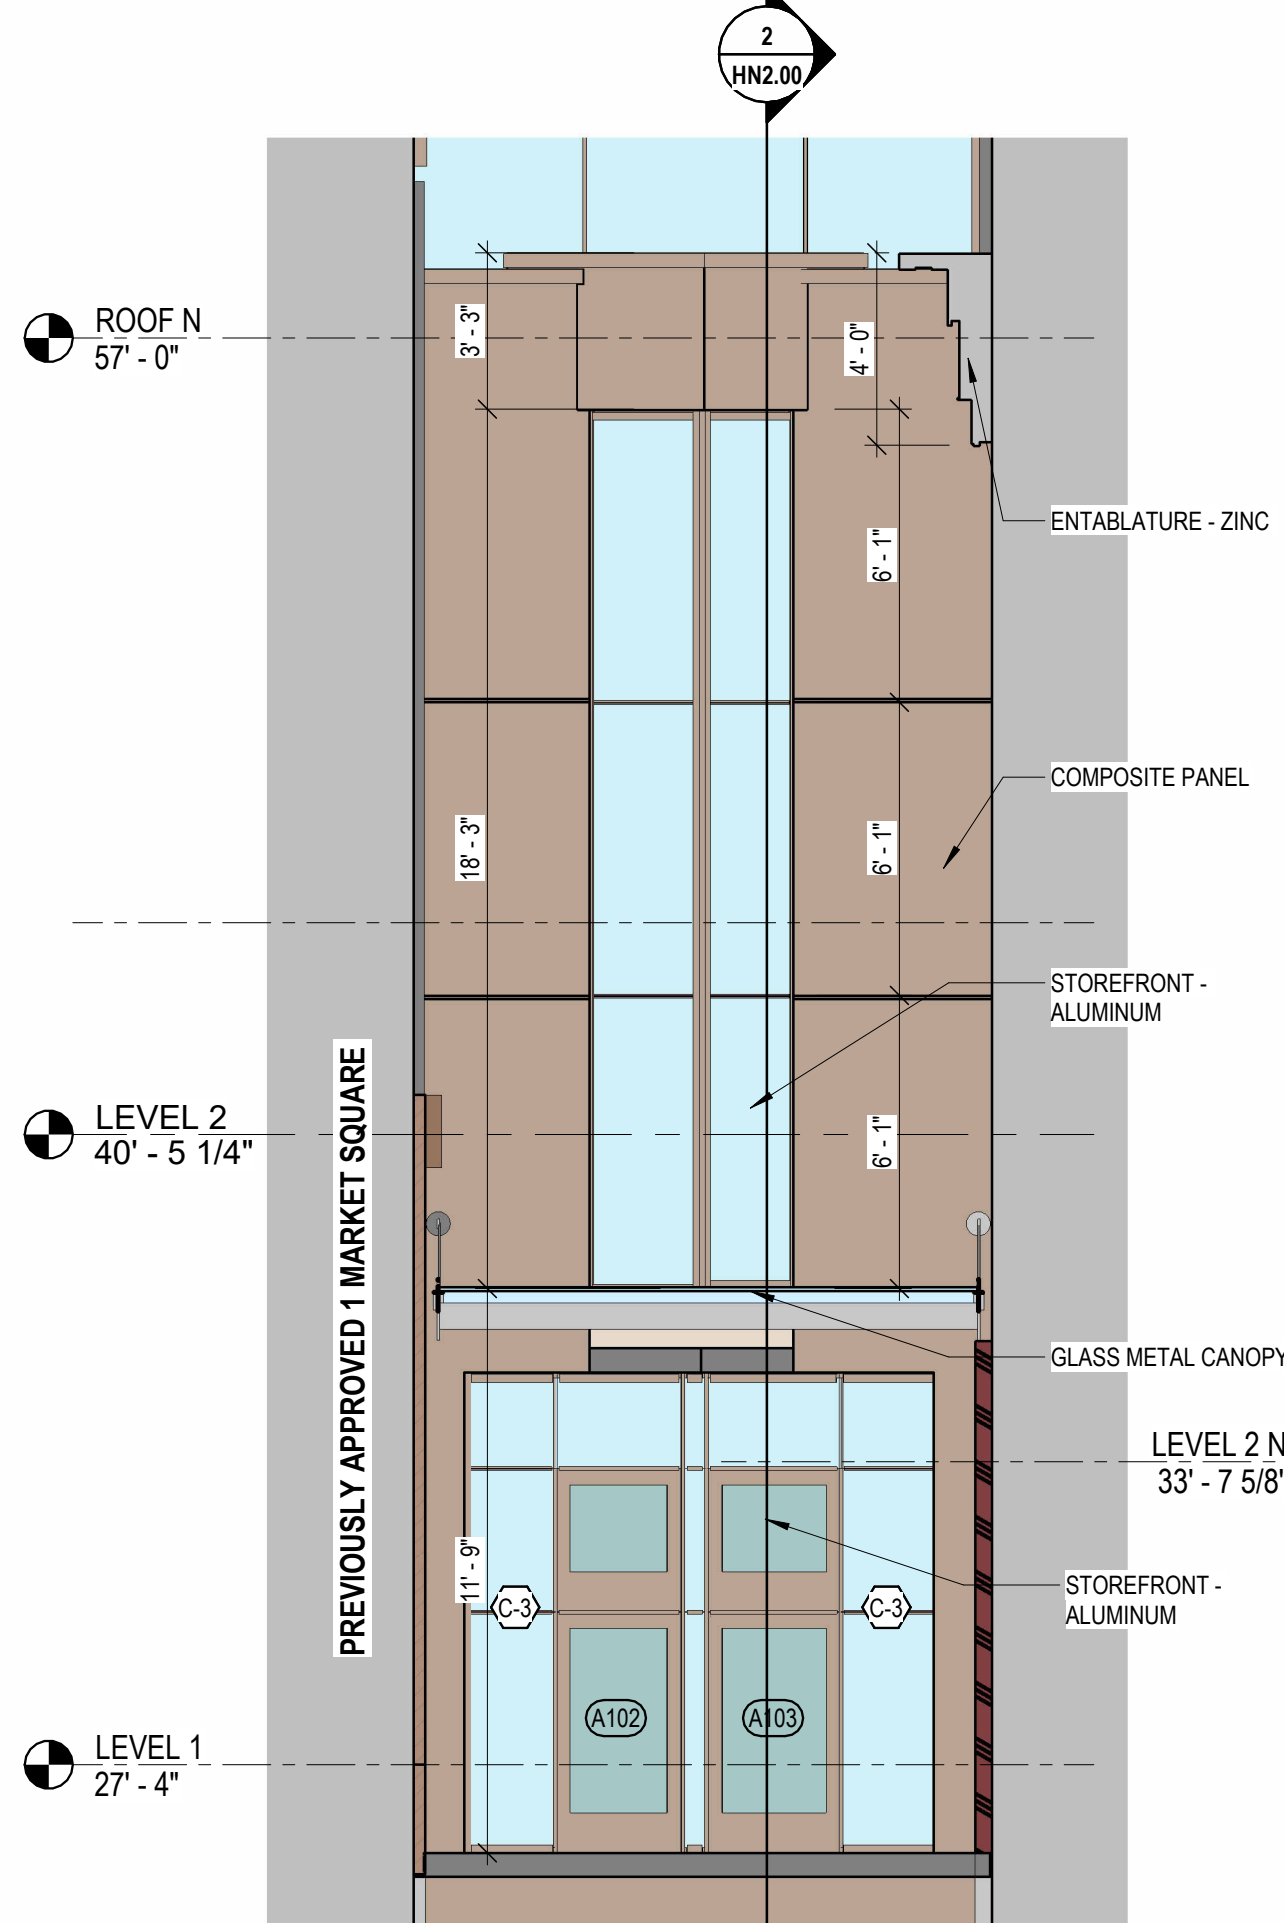 2
HN2.00
ROOF N
57' - 0"
3' - 3"
4' - 0"
ENTABLATURE - ZINC
6' - 1"
COMPOSITE PANEL
18' - 3"
6' - 1"
STOREFRONT -
ALUMINUM
PREVIOUSLY APPROVED 1 MARKET SQUARE
LEVEL 2
40' - 5 1/4"
6' - 1"
GLASS METAL CANOPY
LEVEL 2 N
33' - 7 5/8"
11' - 9"
STOREFRONT -
ALUMINUM
C-3
C-3
A102
A103
LEVEL 1
27' - 4"